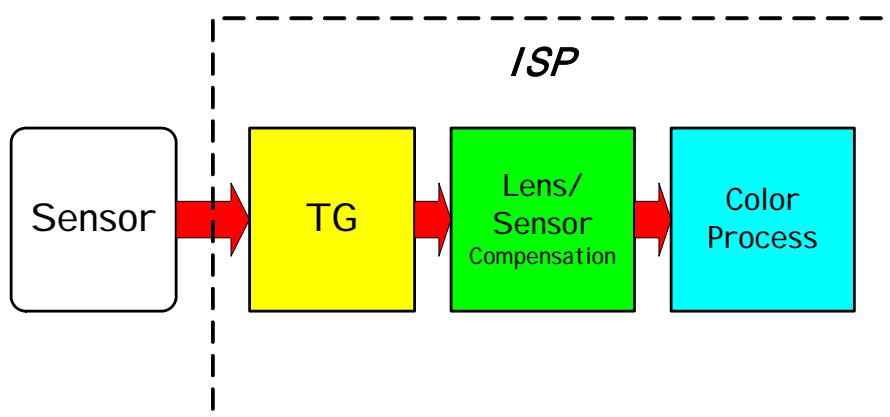 ISP
Sensor
TG
Lens/
Sensor
Compensation
Color
Process